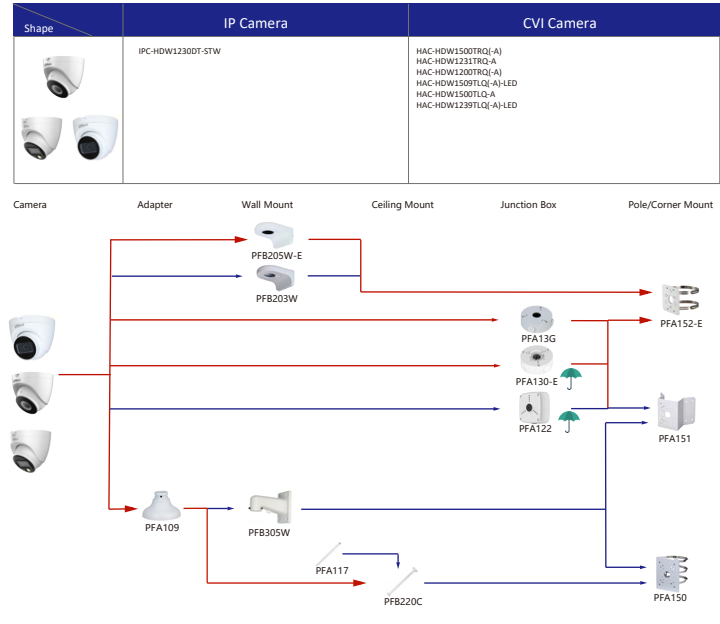 Shape
IP Camera
CVI Camera
IPC-HDW1230DT-STW
HAC-HDW1500TRQ(-A)
HAC-HDW1231TRQ-A
HAC-HDW1200TRQ(-A)
HAC-HDW1509TLQ(-A)-LED
HAC-HDW1500TLQ-A
HAC-HDW1239TLQ(-A)-LED
Camera
Adapter
Wall Mount
Ceiling Mount
Junction Box
Pole/Corner Mount
PFB205W-E
PFB203W
PFA13G
PFA152-E
PFA130-E
PFA122
PFA151
PFA109
PFB305W
PFA117
PFB220C
PFA150